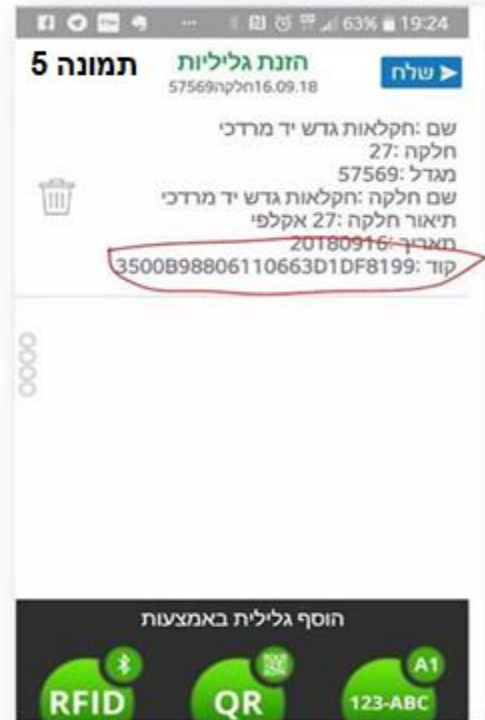 63% 19:24
תמונה 5
הזנת גליליות
16.09.18חלקה57569
שלח
שם :חקלאות גדש יד מרדכי
חלקה :27
מגדל :57569
שם חלקה :חקלאות גדש יד מרדכי
תיאור חלקה :27 אקלפי
תאריך :20180916
קוד :3500B98806110663D1DF8199
הוסף גלילית באמצעות
A1
RFID
QR
123-ABC